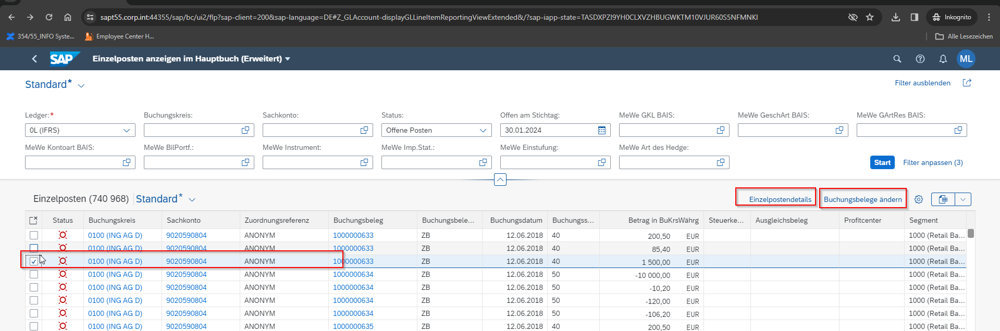 sapt55.corp.int:44355/sap/bc/ui2/flp?sap-client=200&sap-language=DE#Z_GLAccount-displayGLLineItemReportingViewExtended&/?sap-iapp-state=TASDXPZI9YH0CLXVZHBUGWKTM10VJUR60S5NFMNKI
Inkognito
354/55_INFO Syste...
Employee Center H...
Alle Lesezeichen
SAP
Einzelposten anzeigen im Hauptbuch (Erweitert)
ML
Standard*
Filter ausblenden
Ledger:* Buchungskreis: Sachkonto: Status: Offen am Stichtag: MeWe GKL BAIS: MeWe GeschArt BAIS: MeWe GArtRes BAIS:
0L (IFRS) Offene Posten 30.01.2024
MeWe Kontoart BAIS: MeWe BilPortf.: MeWe Instrument: MeWe Imp.Stat.: MeWe Einstufung: MeWe Art des Hedge:
Start Filter anpassen (3)
Einzelposten (740 968) Standard* Einzelpostendetails Buchungsbelege ändern
Status Buchungskreis Sachkonto Zuordnungsreferenz Buchungsbeleg Buchungsbele... Buchungsdatum Buchungss... Betrag in BuKrsWährg Steuerke... Ausgleichsbeleg Profitcenter Segment
0100 (ING AG D) 9020590804 ANONYM 1000000633 ZB 12.06.2018 40 200,50 EUR 1000 (Retail Ba...
0100 (ING AG D) 9020590804 ANONYM 1000000633 ZB 12.06.2018 40 85,40 EUR 1000 (Retail Ba...
0100 (ING AG D) 9020590804 ANONYM 1000000633 ZB 12.06.2018 40 1 500,00 EUR 1000 (Retail Ba...
0100 (ING AG D) 9020590804 ANONYM 1000000634 ZB 12.06.2018 50 -10 000,00 EUR 1000 (Retail Ba...
0100 (ING AG D) 9020590804 ANONYM 1000000634 ZB 12.06.2018 50 -10,20 EUR 1000 (Retail Ba...
0100 (ING AG D) 9020590804 ANONYM 1000000634 ZB 12.06.2018 50 -120,00 EUR 1000 (Retail Ba...
0100 (ING AG D) 9020590804 ANONYM 1000000634 ZB 12.06.2018 50 -106,20 EUR 1000 (Retail Ba...
0100 (ING AG D) 9020590804 ANONYM 1000000635 ZB 12.06.2018 40 200,50 EUR 1000 (Retail Ba...